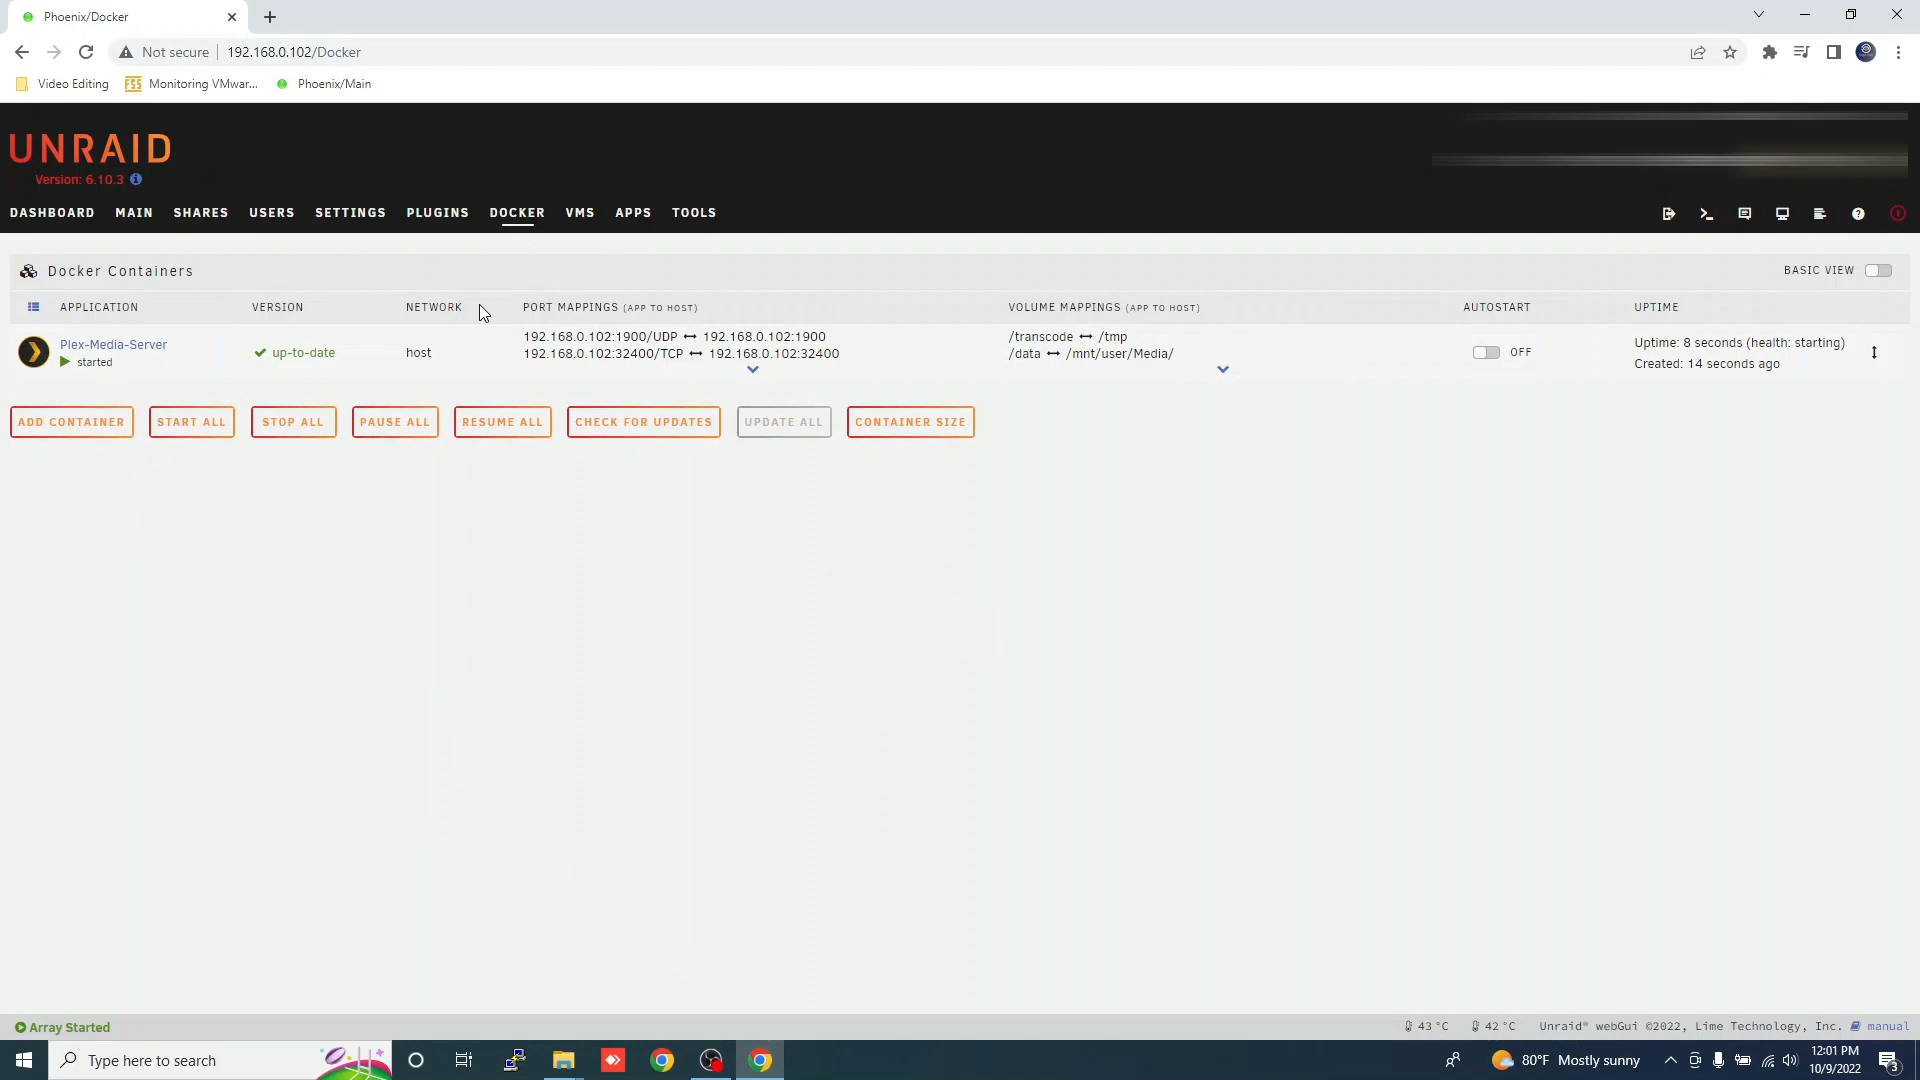 Phoenix/Docker
Not secure 192.168.0.102/Docker
Video Editing FSS Monitoring VMwar... Phoenix/Main
UNRAID
Version: 6.10.3
DASHBOARD MAIN SHARES USERS SETTINGS PLUGINS DOCKER VMS APPS TOOLS
Docker Containers BASIC VIEW
APPLICATION VERSION NETWORK PORT MAPPINGS (APP TO HOST) VOLUME MAPPINGS (APP TO HOST) AUTOSTART UPTIME
Plex-Media-Server
started
up-to-date
host
192.168.0.102:1900/UDP ↔ 192.168.0.102:1900
192.168.0.102:32400/TCP ↔ 192.168.0.102:32400
/transcode ↔ /tmp
/data ↔ /mnt/user/Media/
OFF
Uptime: 8 seconds (health: starting)
Created: 14 seconds ago
ADD CONTAINER START ALL STOP ALL PAUSE ALL RESUME ALL CHECK FOR UPDATES UPDATE ALL CONTAINER SIZE
Array Started 43 °C 42 °C Unraid® webGui ©2022, Lime Technology, Inc. manual
Type here to search
80°F Mostly sunny
12:01 PM
10/9/2022
3